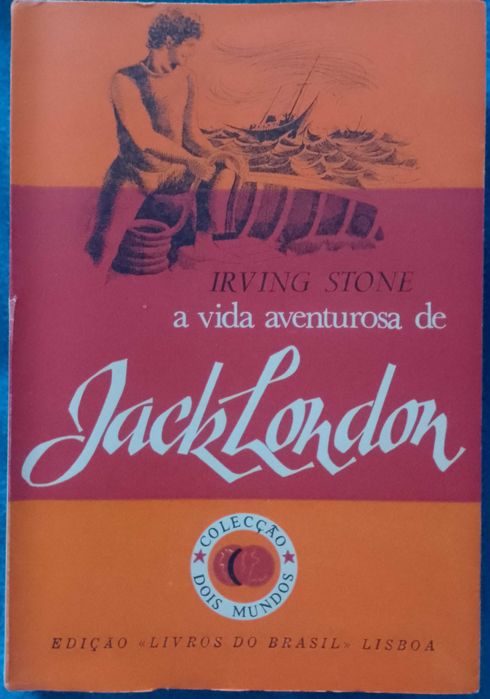 IRVING STONE
a vida aventurosa de
Jack London
COLECÇÃO
DOIS MUNDOS
EDIÇÃO «LIVROS DO BRASIL» LISBOA